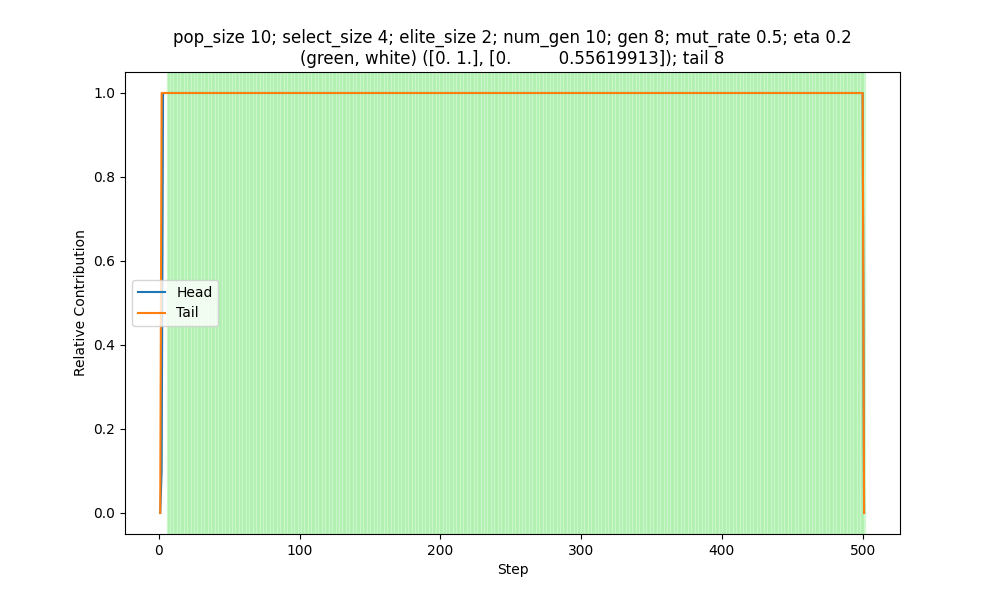 pop_size 10; select_size 4; elite_size 2; num_gen 10; gen 8; mut_rate 0.5; eta 0.2
(green, white) ([0. 1.], [0.         0.55619913]); tail 8
1.0
0.8
0.6
0.4
0.2
0.0
Relative Contribution
Head
Tail
0
100
200
300
400
500
Step